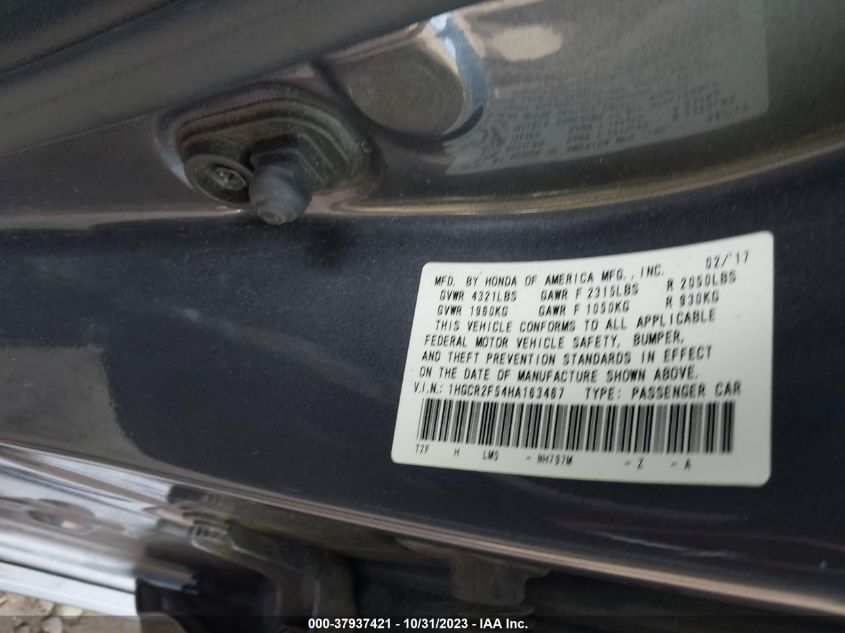 MFD. BY HONDA OF AMERICA MFG., INC. 02/'17
GVWR 4321LBS GAWR F 2315LBS R 2050LBS
GVWR 1960KG GAWR F 1050KG R 930KG
THIS VEHICLE CONFORMS TO ALL APPLICABLE
FEDERAL MOTOR VEHICLE SAFETY, BUMPER,
AND THEFT PREVENTION STANDARDS IN EFFECT
ON THE DATE OF MANUFACTURE SHOWN ABOVE.
V.I.N.: 1HGCR2F54HA163467 TYPE: PASSENGER CAR
T2F H LMS - NH797M - Z - A
000-37937421 - 10/31/2023 - IAA Inc.